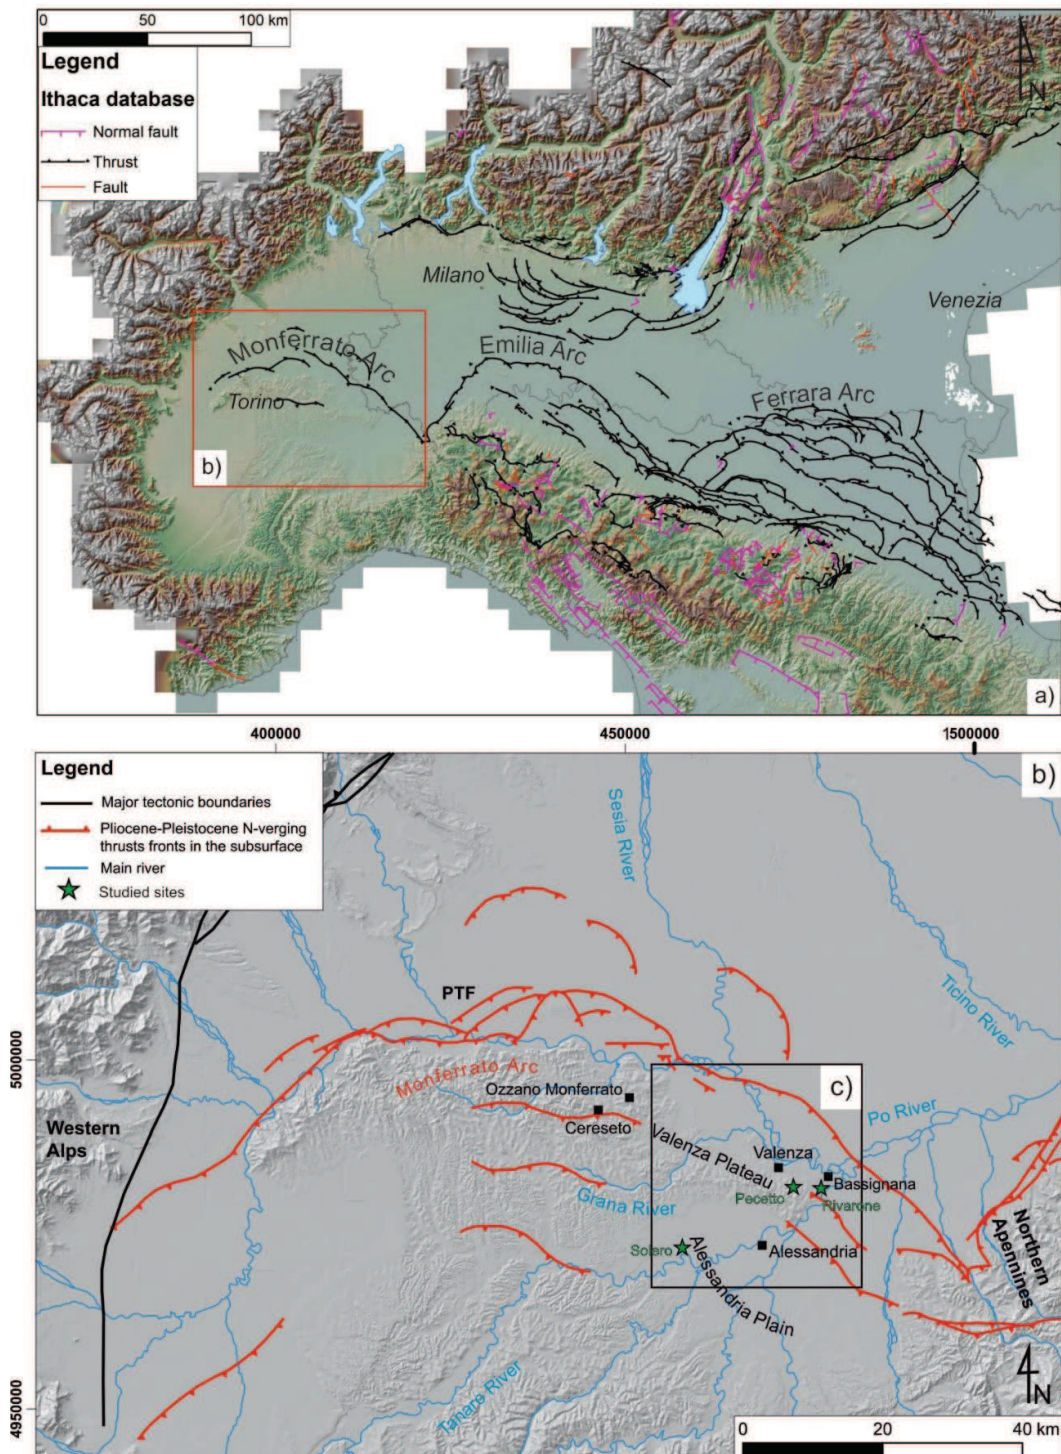 0 50 100 km
Legend
Ithaca database
Normal fault
Thrust
Fault
N
Milano
Venezia
Monferrato Arc
Emilia Arc
Torino
Ferrara Arc
b)
a)
400000 450000 1500000
Legend
Major tectonic boundaries
Pliocene-Pleistocene N-verging
thrusts fronts in the subsurface
Main river
Studied sites
b)
Sesia River
Ticino River
PTF
5000000
Monferrato Arc
c)
Ozzano Monferrato
Cereseto
Po River
Western
Alps
Valenza Plateau
Valenza
Bassignana
Pecetto
Rivarone
Grana River
Solero
Alessandria
Alessandria Plain
Northern
Apennines
Tanaro River
4950000
N
0 20 40 km